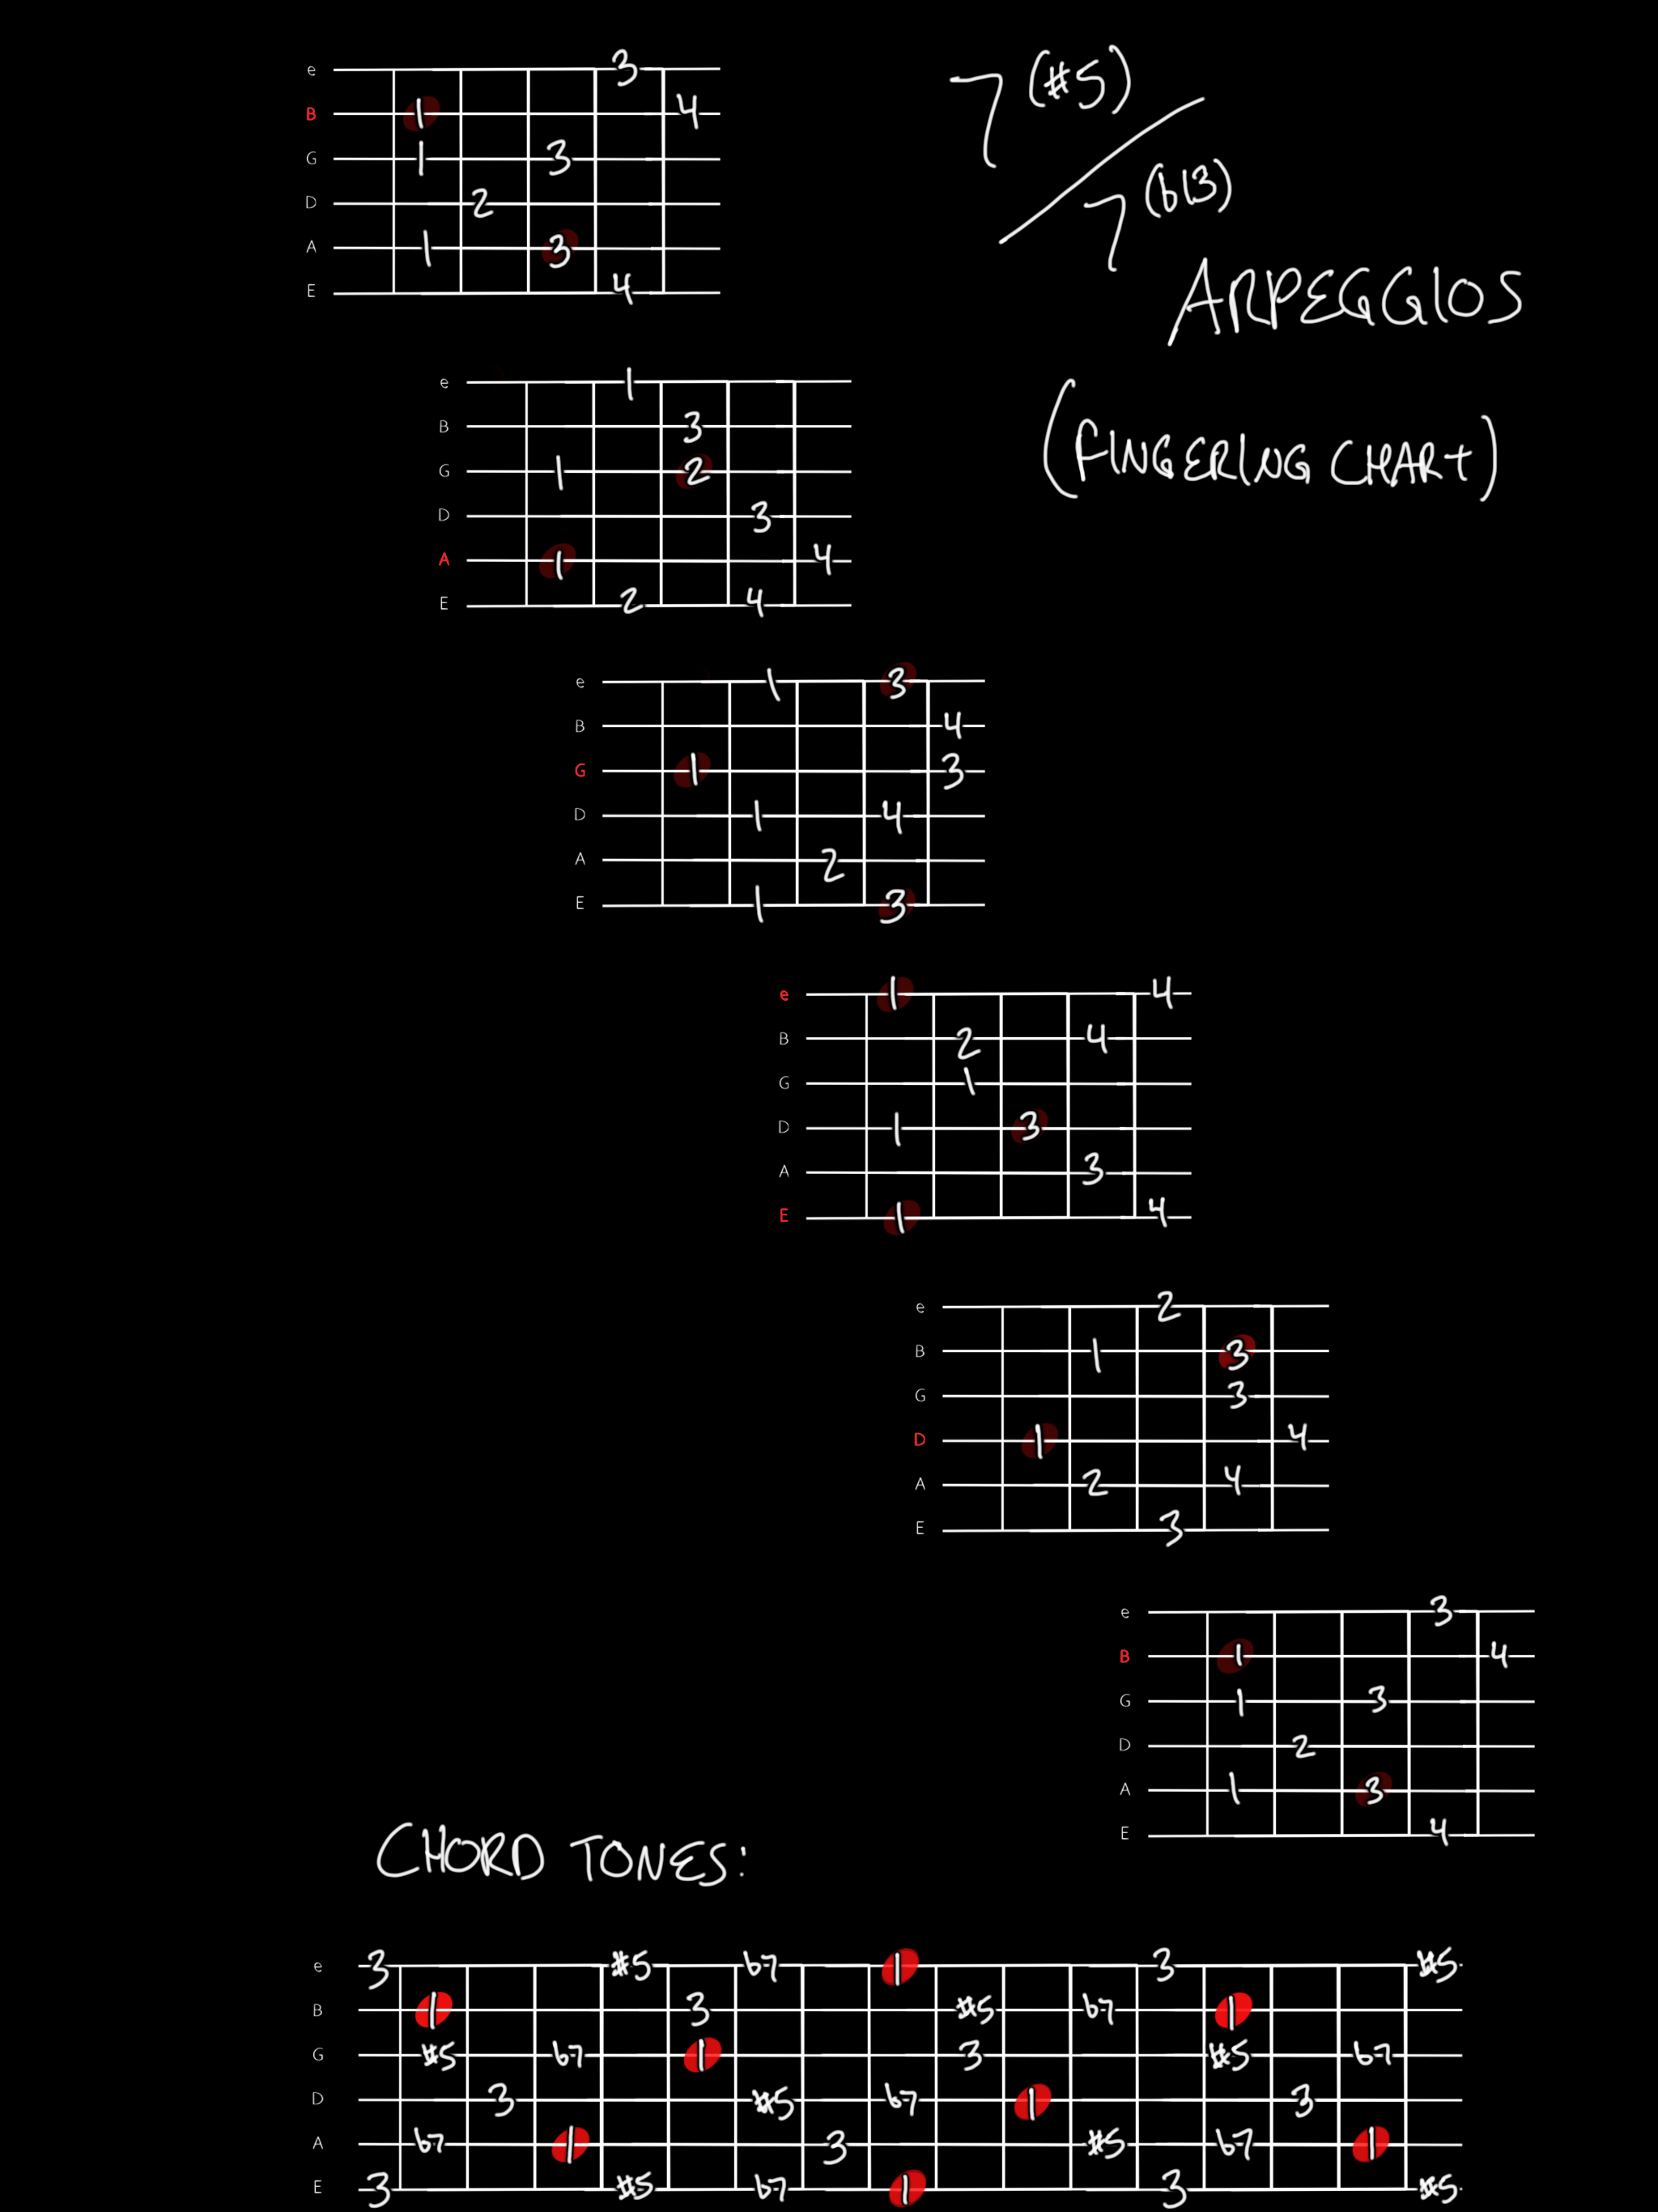 7(#5)
/
7(b13)
ARPEGGIOS
(FINGERING CHART)
e 3
B 1 4
G 1 3
D 2
A 1 3
E 4
e 1
B 3
G 1 2
D 3
A 1 4
E 2 4
e 1 3
B 4
G 1 3
D 1 4
A 2
E 1 3
e 1 4
B 2 4
G 1
D 1 3
A 3
E 1 4
e 2
B 1 3
G 3
D 1 4
A 2 4
E 3
e 3
B 1 4
G 1 3
D 2
A 1 3
E 4
CHORD TONES:
e 3 #5 b7 1 3 #5
B 1 3 #5 b7 1
G #5 b7 1 3 #5 b7
D 3 #5 b7 1 3
A b7 1 3 #5 b7 1
E 3 #5 b7 1 3 #5